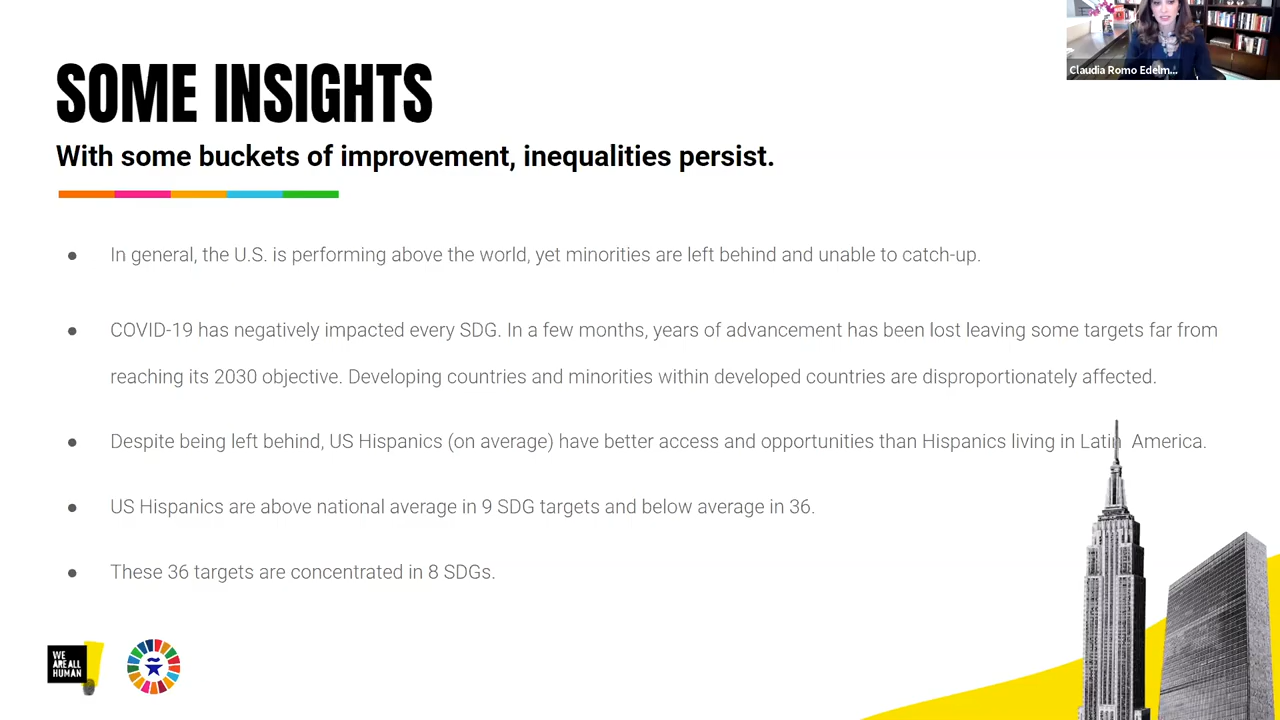 Claudia Romo Edelm...
SOME INSIGHTS
With some buckets of improvement, inequalities persist.
● In general, the U.S. is performing above the world, yet minorities are left behind and unable to catch-up.
● COVID-19 has negatively impacted every SDG. In a few months, years of advancement has been lost leaving some targets far from
reaching its 2030 objective. Developing countries and minorities within developed countries are disproportionately affected.
● Despite being left behind, US Hispanics (on average) have better access and opportunities than Hispanics living in Latin America.
● US Hispanics are above national average in 9 SDG targets and below average in 36.
● These 36 targets are concentrated in 8 SDGs.
WE
ARE ALL
HUMAN